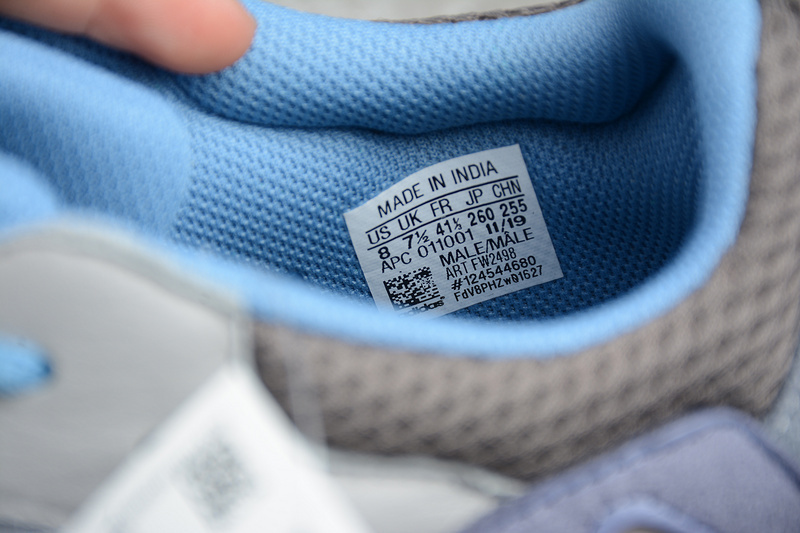 MADE IN INDIA
US UK FR JP CHN
8 7½ 41⅓ 260 255
APC 011001 11/19
MALE/MÂLE
ART FW2498
#124544680
FdVBPHZwQ1627